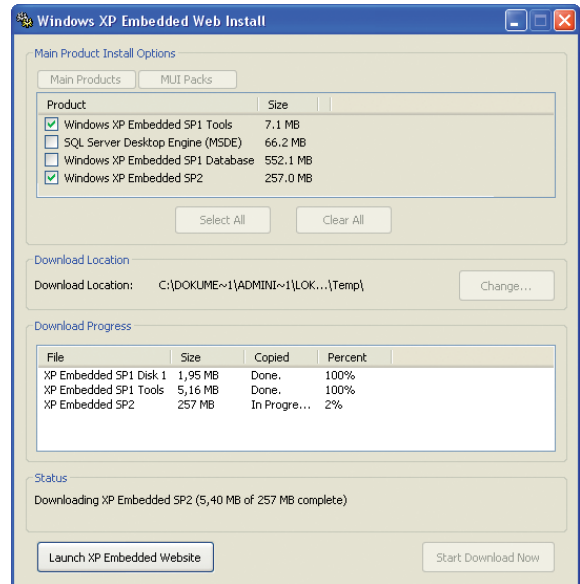 Windows XP Embedded Web Install
Main Product Install Options
Main Products MUI Packs
Product Size
Windows XP Embedded SP1 Tools 7.1 MB
SQL Server Desktop Engine (MSDE) 66.2 MB
Windows XP Embedded SP1 Database 552.1 MB
Windows XP Embedded SP2 257.0 MB
Select All Clear All
Download Location
Download Location: C:\DOKUME~1\ADMINI~1\LOK...\Temp\ Change...
Download Progress
File Size Copied Percent
XP Embedded SP1 Disk 1 1,95 MB Done. 100%
XP Embedded SP1 Tools 5,16 MB Done. 100%
XP Embedded SP2 257 MB In Progre... 2%
Status
Downloading XP Embedded SP2 (5,40 MB of 257 MB complete)
Launch XP Embedded Website Start Download Now